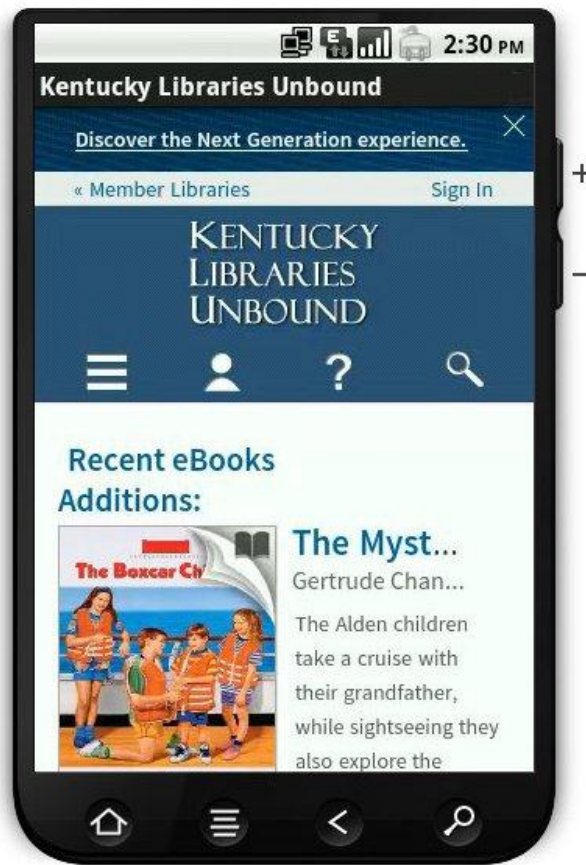 2:30 PM
Kentucky Libraries Unbound
Discover the Next Generation experience.
« Member Libraries Sign In
KENTUCKY
LIBRARIES
UNBOUND
?
Recent eBooks
Additions:
The Boxcar Ch
The Myst...
Gertrude Chan...
The Alden children
take a cruise with
their grandfather,
while sightseeing they
also explore the